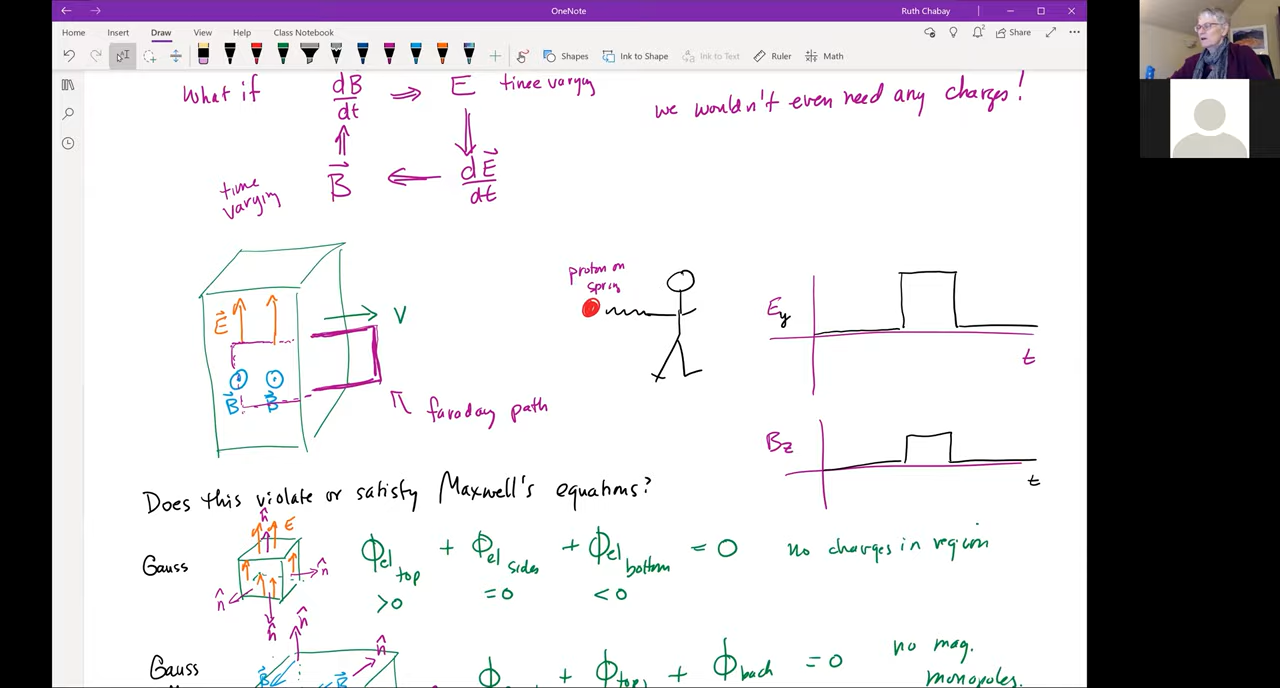 OneNote
Ruth Chabay
Home Insert Draw View Help Class Notebook
Share
Shapes Ink to Shape Ink to Text Ruler Math
What if dB/dt ⇒ E time varying
we wouldn't even need any charges!
time varying B⃗ ⇐ dE⃗/dt
E⃗
V
B⃗ B⃗
faraday path
proton on
spring
Ey
t
Bz
t
Does this violate or satisfy Maxwell's equations?
Gauss
n̂ E
n̂
n̂
n̂
Φel top + Φel sides + Φel bottom = 0 no charges in region
>0 =0 <0
Gauss
n̂
n̂
B⃗ B⃗
Φ + Φtop + Φback = 0
no mag.
monopoles